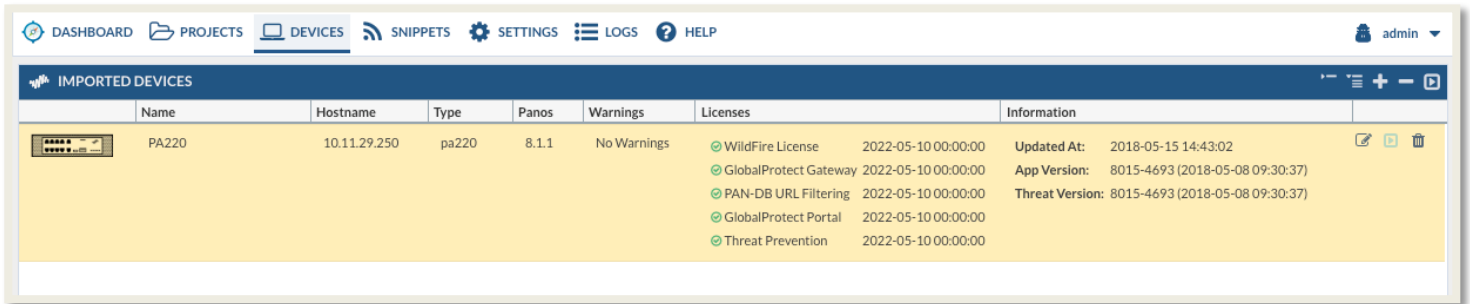 DASHBOARD PROJECTS DEVICES SNIPPETS SETTINGS LOGS HELP admin
IMPORTED DEVICES
Name Hostname Type Panos Warnings Licenses Information
PA220 10.11.29.250 pa220 8.1.1 No Warnings WildFire License 2022-05-10 00:00:00 Updated At: 2018-05-15 14:43:02
GlobalProtect Gateway 2022-05-10 00:00:00 App Version: 8015-4693 (2018-05-08 09:30:37)
PAN-DB URL Filtering 2022-05-10 00:00:00 Threat Version: 8015-4693 (2018-05-08 09:30:37)
GlobalProtect Portal 2022-05-10 00:00:00
Threat Prevention 2022-05-10 00:00:00